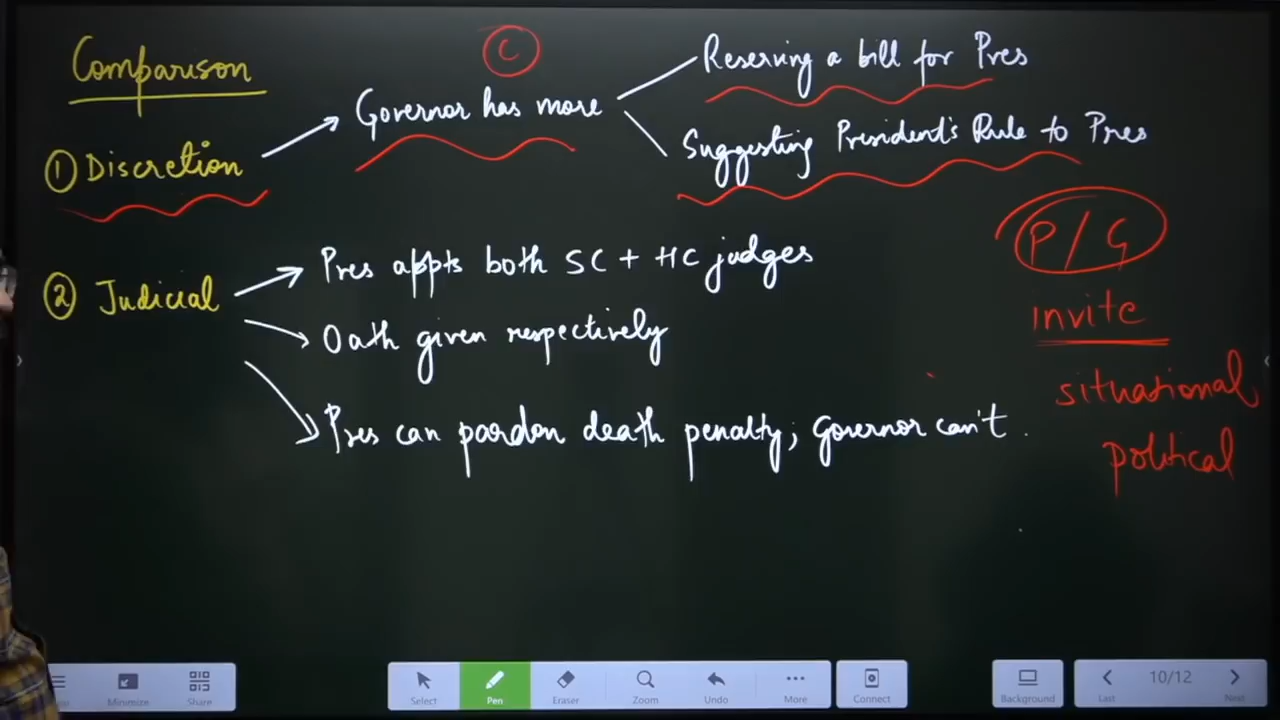 Comparison
C
① Discretion
Governor has more
Reserving a bill for Pres
Suggesting President's Rule to Pres
P/G
invite
situational,
political
② Judicial
Pres appts both SC + HC judges
Oath given respectively
Pres can pardon death penalty; Governor can't.
Minimize
Share
Select
Pen
Eraser
Zoom
Undo
More
Connect
Background
Last
10/12
Next